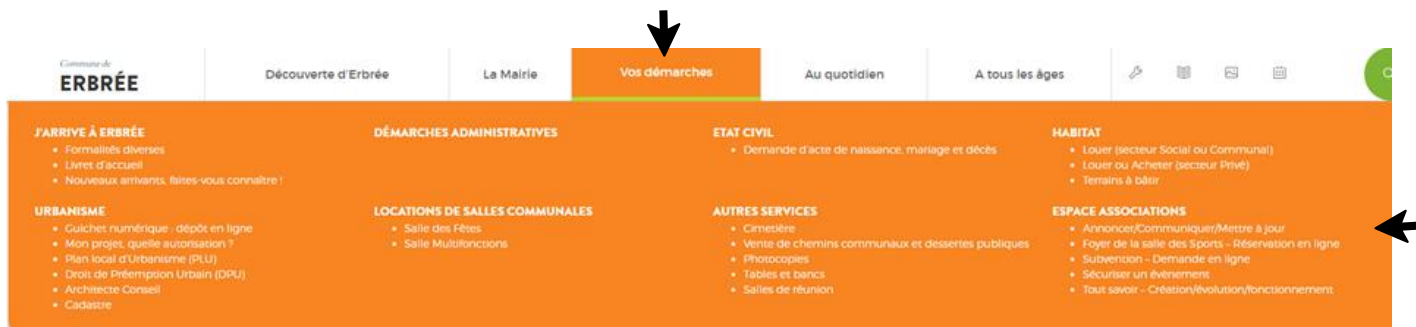 Commune de
ERBRÉE
Découverte d'Erbrée
La Mairie
Vos démarches
Au quotidien
A tous les âges
J'ARRIVE À ERBRÉE
• Formalités diverses
• Livret d'accueil
• Nouveaux arrivants, faites-vous connaître !
DÉMARCHES ADMINISTRATIVES
ETAT CIVIL
• Demande d'acte de naissance, mariage et décès
HABITAT
• Louer (secteur Social ou Communal)
• Louer ou Acheter (secteur Privé)
• Terrains à bâtir
URBANISME
• Guichet numérique : dépôt en ligne
• Mon projet, quelle autorisation ?
• Plan local d'Urbanisme (PLU)
• Droit de Préemption Urbain (DPU)
• Architecte Conseil
• Cadastre
LOCATIONS DE SALLES COMMUNALES
• Salle des Fêtes
• Salle Multifonctions
AUTRES SERVICES
• Cimetière
• Vente de chemins communaux et dessertes publiques
• Photocopies
• Tables et bancs
• Salles de réunion
ESPACE ASSOCIATIONS
• Annoncer/Communiquer/Mettre à jour
• Foyer de la salle des Sports - Réservation en ligne
• Subvention - Demande en ligne
• Sécuriser un évènement
• Tout savoir - Création/évolution/fonctionnement